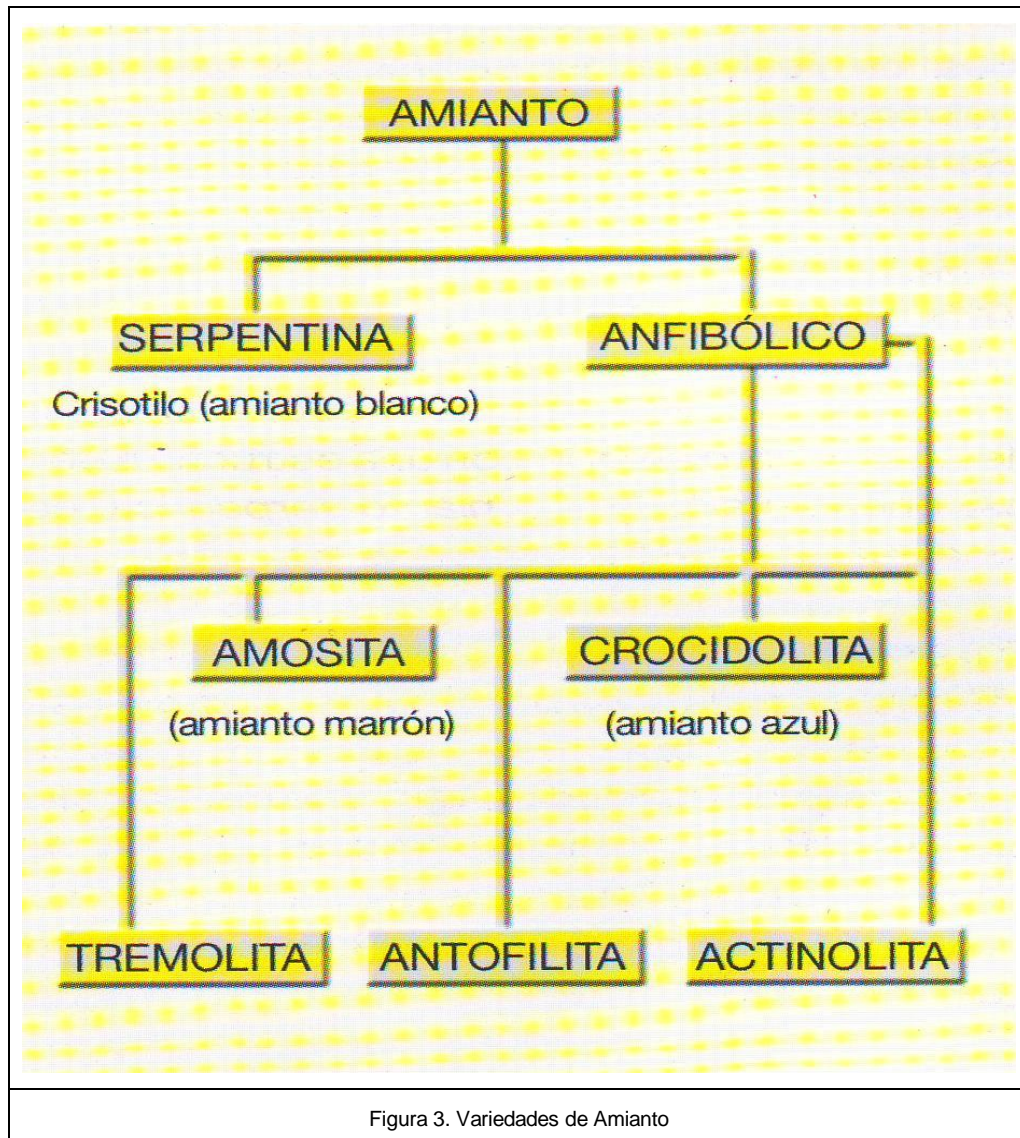 AMIANTO
SERPENTINA
ANFIBÓLICO
Crisotilo (amianto blanco)
AMOSITA
CROCIDOLITA
(amianto marrón)
(amianto azul)
TREMOLITA
ANTOFILITA
ACTINOLITA
Figura 3. Variedades de Amianto